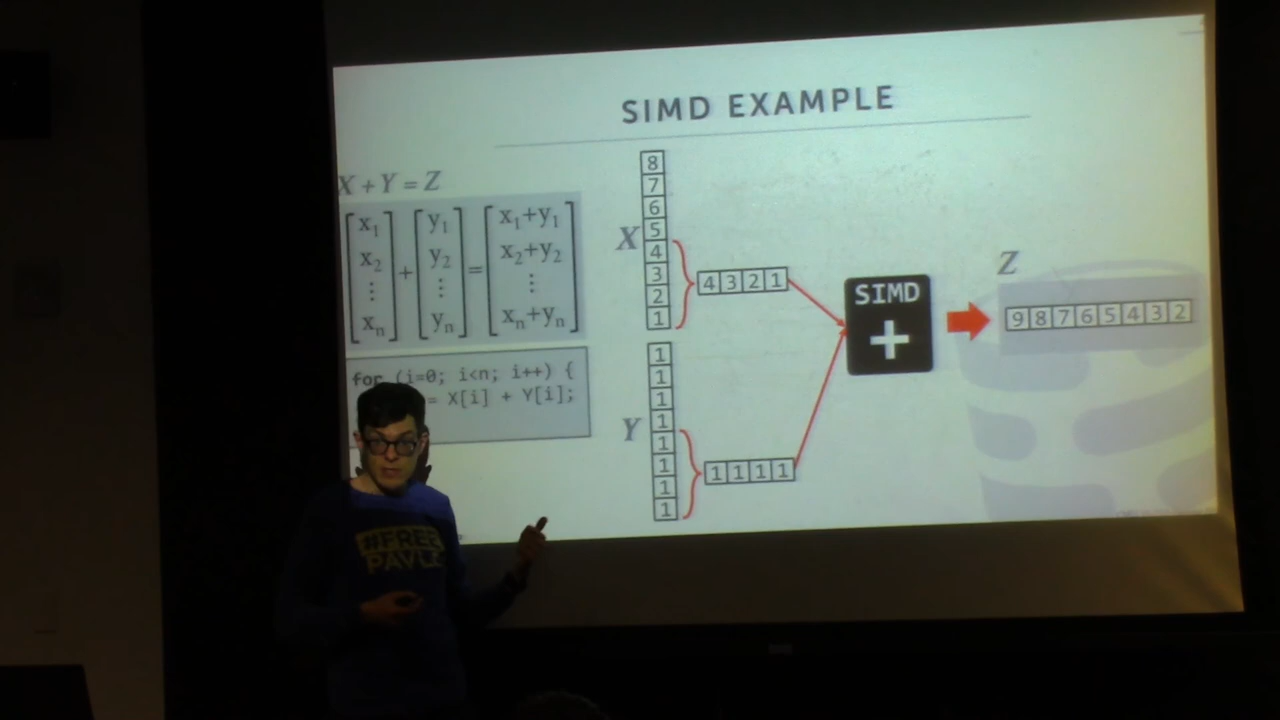 SIMD EXAMPLE
X + Y = Z
x1
x2
⋮
xn
+
y1
y2
⋮
yn
=
x1+y1
x2+y2
⋮
xn+yn
for (i=0; i<n; i++) {
= X[i] + Y[i];
X
8
7
6
5
4
3
2
1
4 3 2 1
Y
1
1
1
1
1
1
1
1
1 1 1 1
SIMD
+
Z
9 8 7 6 5 4 3 2
#FREE
PAVLO